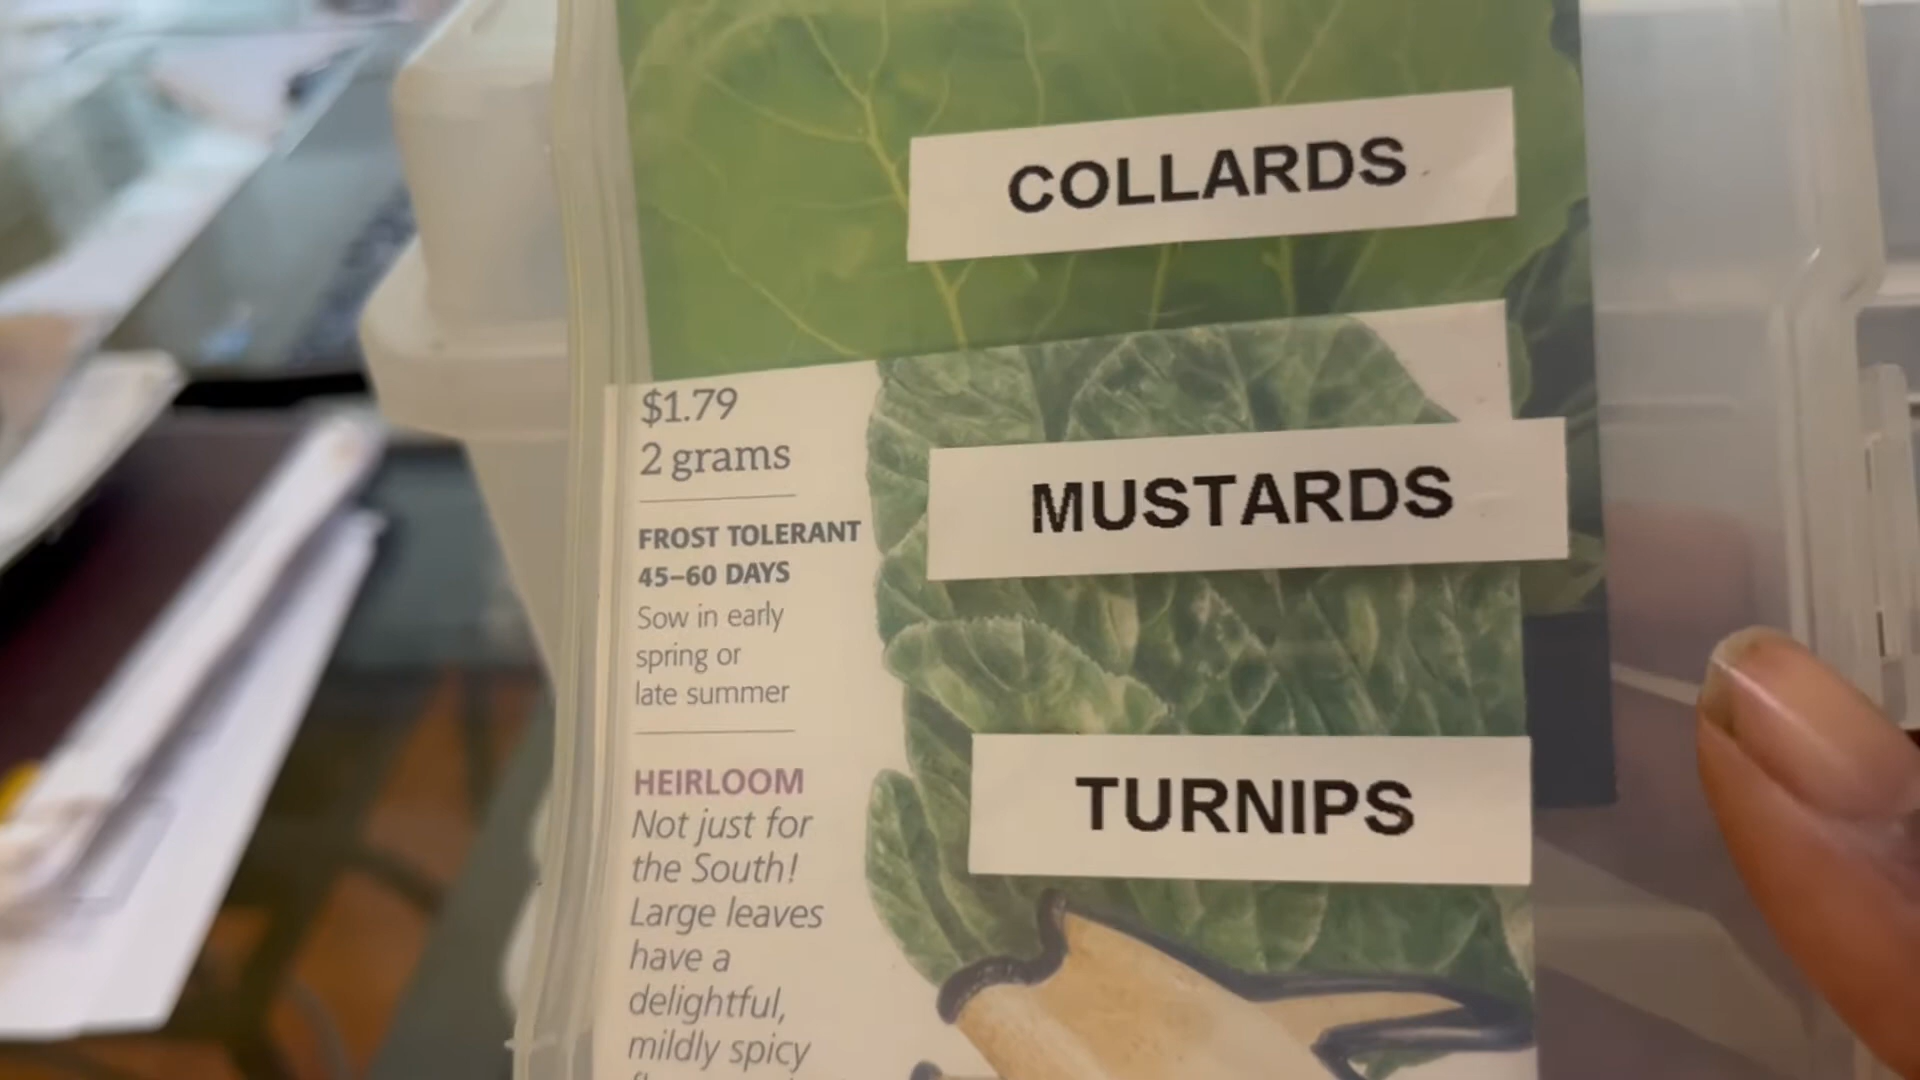 COLLARDS
$1.79
2 grams
MUSTARDS
FROST TOLERANT
45–60 DAYS
Sow in early
spring or
late summer
TURNIPS
HEIRLOOM
Not just for
the South!
Large leaves
have a
delightful,
mildly spicy